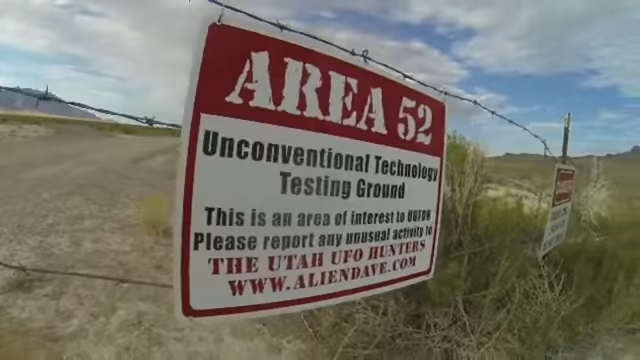 AREA 52
Unconventional Technology
Testing Ground
This is an area of interest to UUFOH
Please report any unusual activity to
THE UTAH UFO HUNTERS
WWW.ALIENDAVE.COM